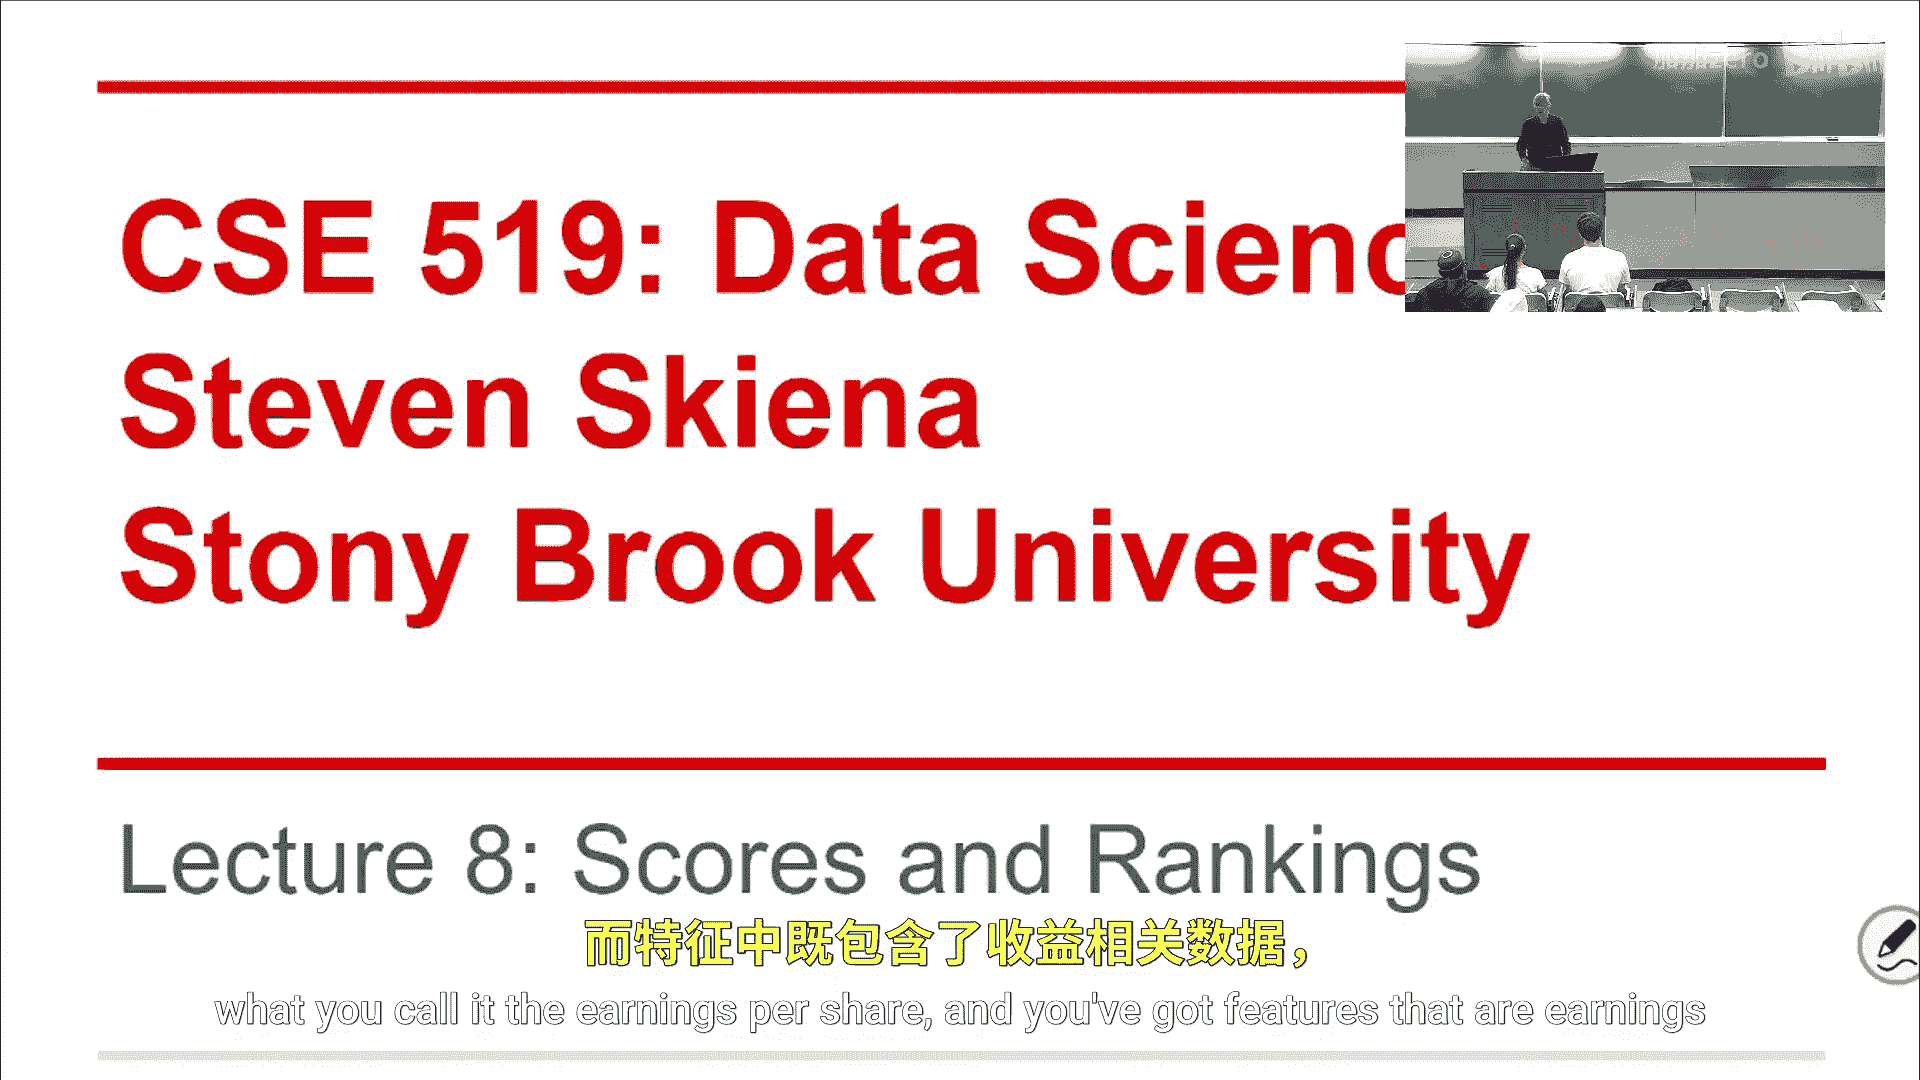 CSE 519: Data Scienc
Steven Skiena
Stony Brook University
Lecture 8: Scores and Rankings
而特征中既包含了收益相关数据，
what you call it the earnings per share, and you've got features that are earnings